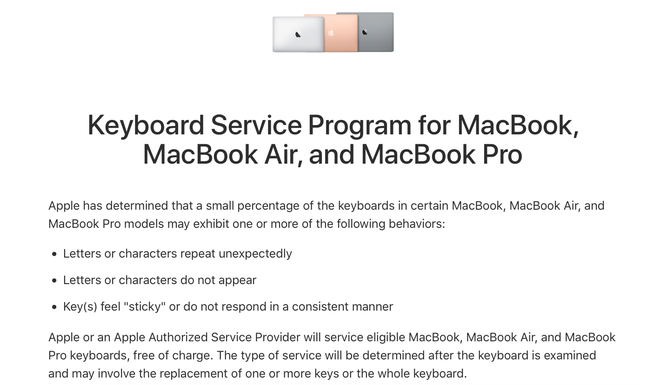 Keyboard Service Program for MacBook,
MacBook Air, and MacBook Pro
Apple has determined that a small percentage of the keyboards in certain MacBook, MacBook Air, and
MacBook Pro models may exhibit one or more of the following behaviors:
• Letters or characters repeat unexpectedly
• Letters or characters do not appear
• Key(s) feel "sticky" or do not respond in a consistent manner
Apple or an Apple Authorized Service Provider will service eligible MacBook, MacBook Air, and MacBook
Pro keyboards, free of charge. The type of service will be determined after the keyboard is examined
and may involve the replacement of one or more keys or the whole keyboard.